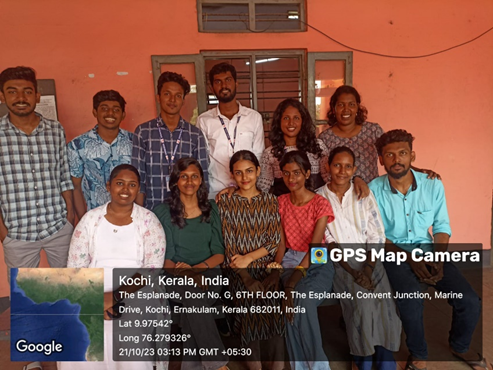 GPS Map Camera
Kochi, Kerala, India
The Esplanade, Door No. G, 6TH FLOOR, The Esplanade, Convent Junction, Marine
Drive, Kochi, Ernakulam, Kerala 682011, India
Lat 9.97542°
Long 76.279326°
21/10/23 03:13 PM GMT +05:30
Google